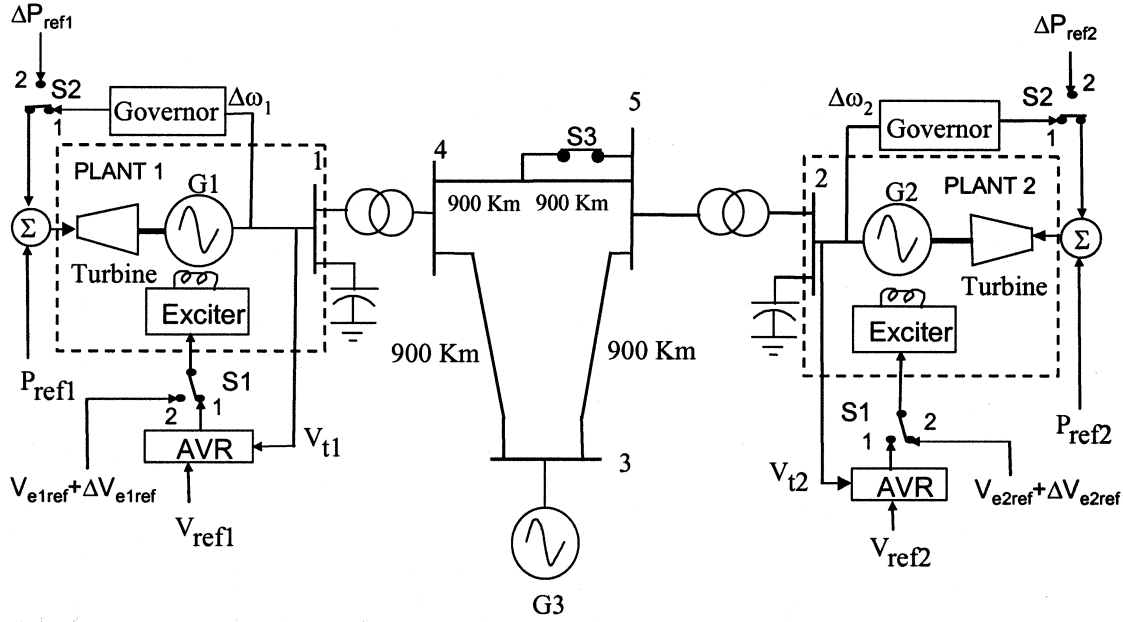 ΔP_ref1
2
S2
1
Governor
Δω_1
PLANT 1
G1
1
Σ
Turbine
Exciter
P_ref1
S1
2
1
AVR
V_t1
V_e1ref+ΔV_e1ref
V_ref1
4
5
S3
900 Km
900 Km
900 Km
900 Km
3
G3
ΔP_ref2
2
S2
1
Δω_2
Governor
2
PLANT 2
G2
Σ
Turbine
Exciter
S1
1
2
P_ref2
V_t2
AVR
V_e2ref+ΔV_e2ref
V_ref2